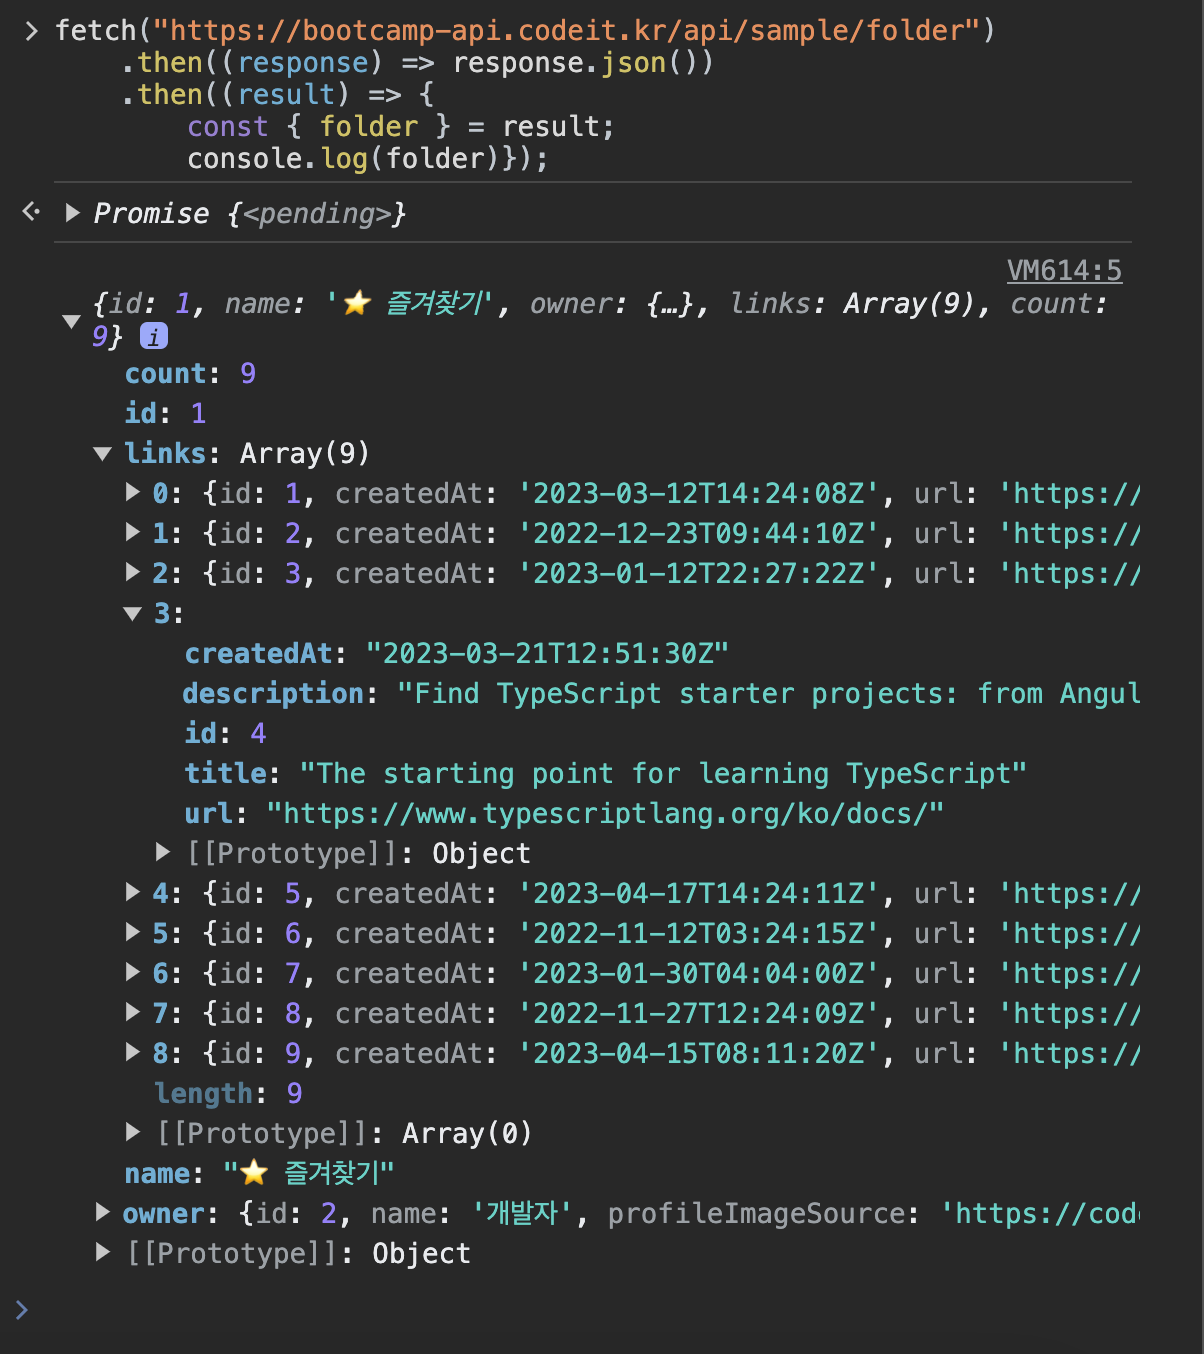 fetch("https://bootcamp-api.codeit.kr/api/sample/folder")
.then((response) => response.json())
.then((result) => {
const { folder } = result;
console.log(folder)});
Promise {<pending>}
VM614:5
{id: 1, name: '⭐ 즐겨찾기', owner: {…}, links: Array(9), count:
9} i
count: 9
id: 1
links: Array(9)
0: {id: 1, createdAt: '2023-03-12T14:24:08Z', url: 'https://
1: {id: 2, createdAt: '2022-12-23T09:44:10Z', url: 'https://
2: {id: 3, createdAt: '2023-01-12T22:27:22Z', url: 'https://
3:
createdAt: "2023-03-21T12:51:30Z"
description: "Find TypeScript starter projects: from Angul
id: 4
title: "The starting point for learning TypeScript"
url: "https://www.typescriptlang.org/ko/docs/"
[[Prototype]]: Object
4: {id: 5, createdAt: '2023-04-17T14:24:11Z', url: 'https://
5: {id: 6, createdAt: '2022-11-12T03:24:15Z', url: 'https://
6: {id: 7, createdAt: '2023-01-30T04:04:00Z', url: 'https://
7: {id: 8, createdAt: '2022-11-27T12:24:09Z', url: 'https://
8: {id: 9, createdAt: '2023-04-15T08:11:20Z', url: 'https://
length: 9
[[Prototype]]: Array(0)
name: "⭐ 즐겨찾기"
owner: {id: 2, name: '개발자', profileImageSource: 'https://cod
[[Prototype]]: Object